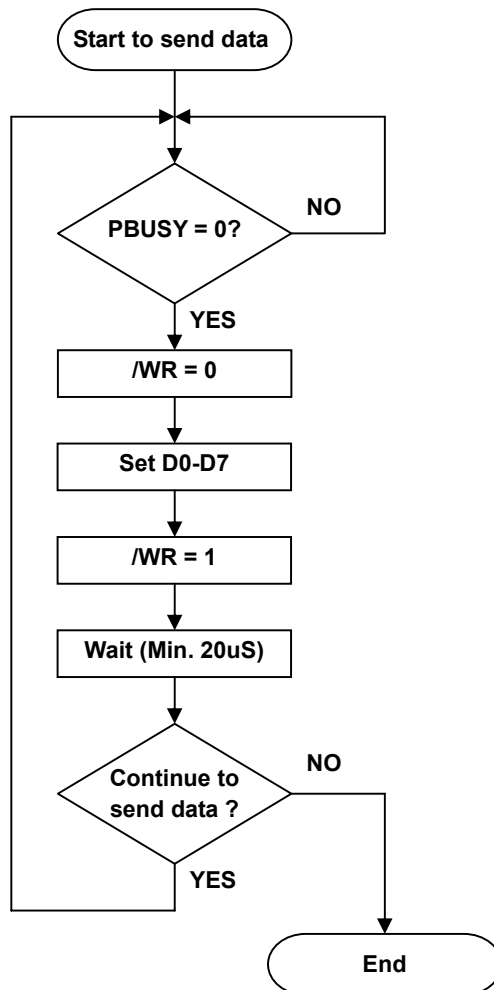 Start to send data
PBUSY = 0?
NO
YES
/WR = 0
Set D0-D7
/WR = 1
Wait (Min. 20uS)
Continue to
send data ?
NO
YES
End